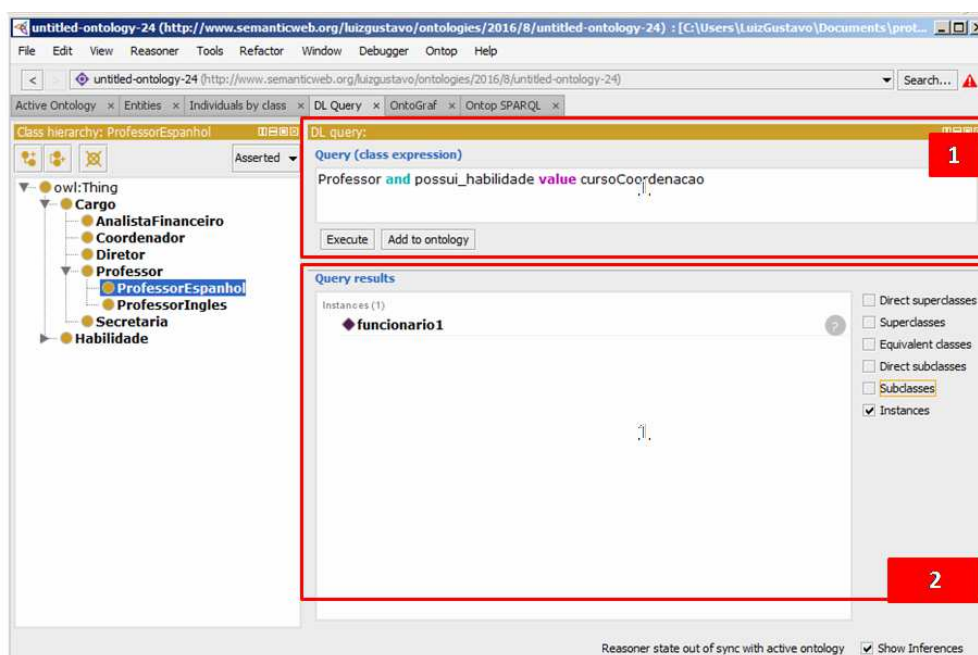 untitled-ontology-24 (http://www.semanticweb.org/luizgustavo/ontologies/2016/8/untitled-ontology-24) : [C:\Users\LuizGustavo\Documents\prot...
File Edit View Reasoner Tools Refactor Window Debugger Ontop Help
< > untitled-ontology-24 (http://www.semanticweb.org/luizgustavo/ontologies/2016/8/untitled-ontology-24) Search...
Active Ontology × Entities × Individuals by class × DL Query × OntoGraf × Ontop SPARQL ×
Class hierarchy: ProfessorEspanhol
Asserted
owl:Thing
Cargo
AnalistaFinanceiro
Coordenador
Diretor
Professor
ProfessorEspanhol
ProfessorIngles
Secretaria
Habilidade
DL query:
1
Query (class expression)
Professor and possui_habilidade value cursoCoordenacao
Execute Add to ontology
Query results
Instances (1)
funcionario1
?
Direct superclasses
Superclasses
Equivalent classes
Direct subclasses
Subclasses
Instances
2
Reasoner state out of sync with active ontology Show Inferences